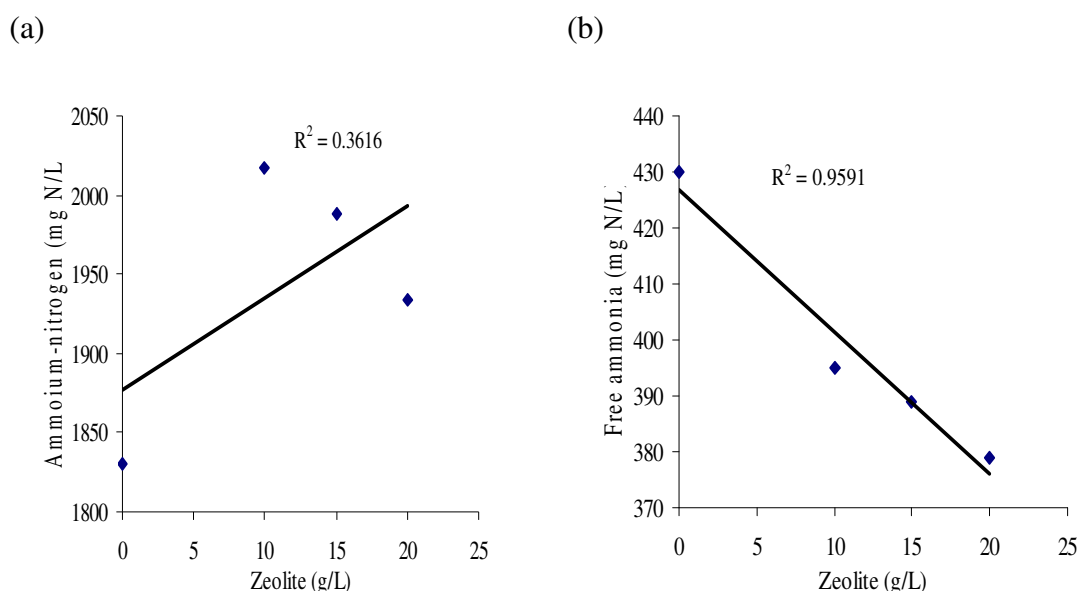 (a)
(b)
2050
2000
1950
1900
1850
1800
R² = 0.3616
Ammoium-nitrogen (mg N/L
0 5 10 15 20 25
Zeolite (g/L)
440
430
420
410
400
390
380
370
R² = 0.9591
Free ammonia (mg N/L)
0 5 10 15 20 25
Zeolite (g/L)